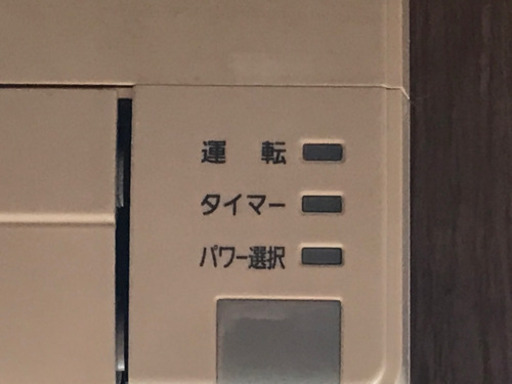 運 転
タイマー
パワー選択